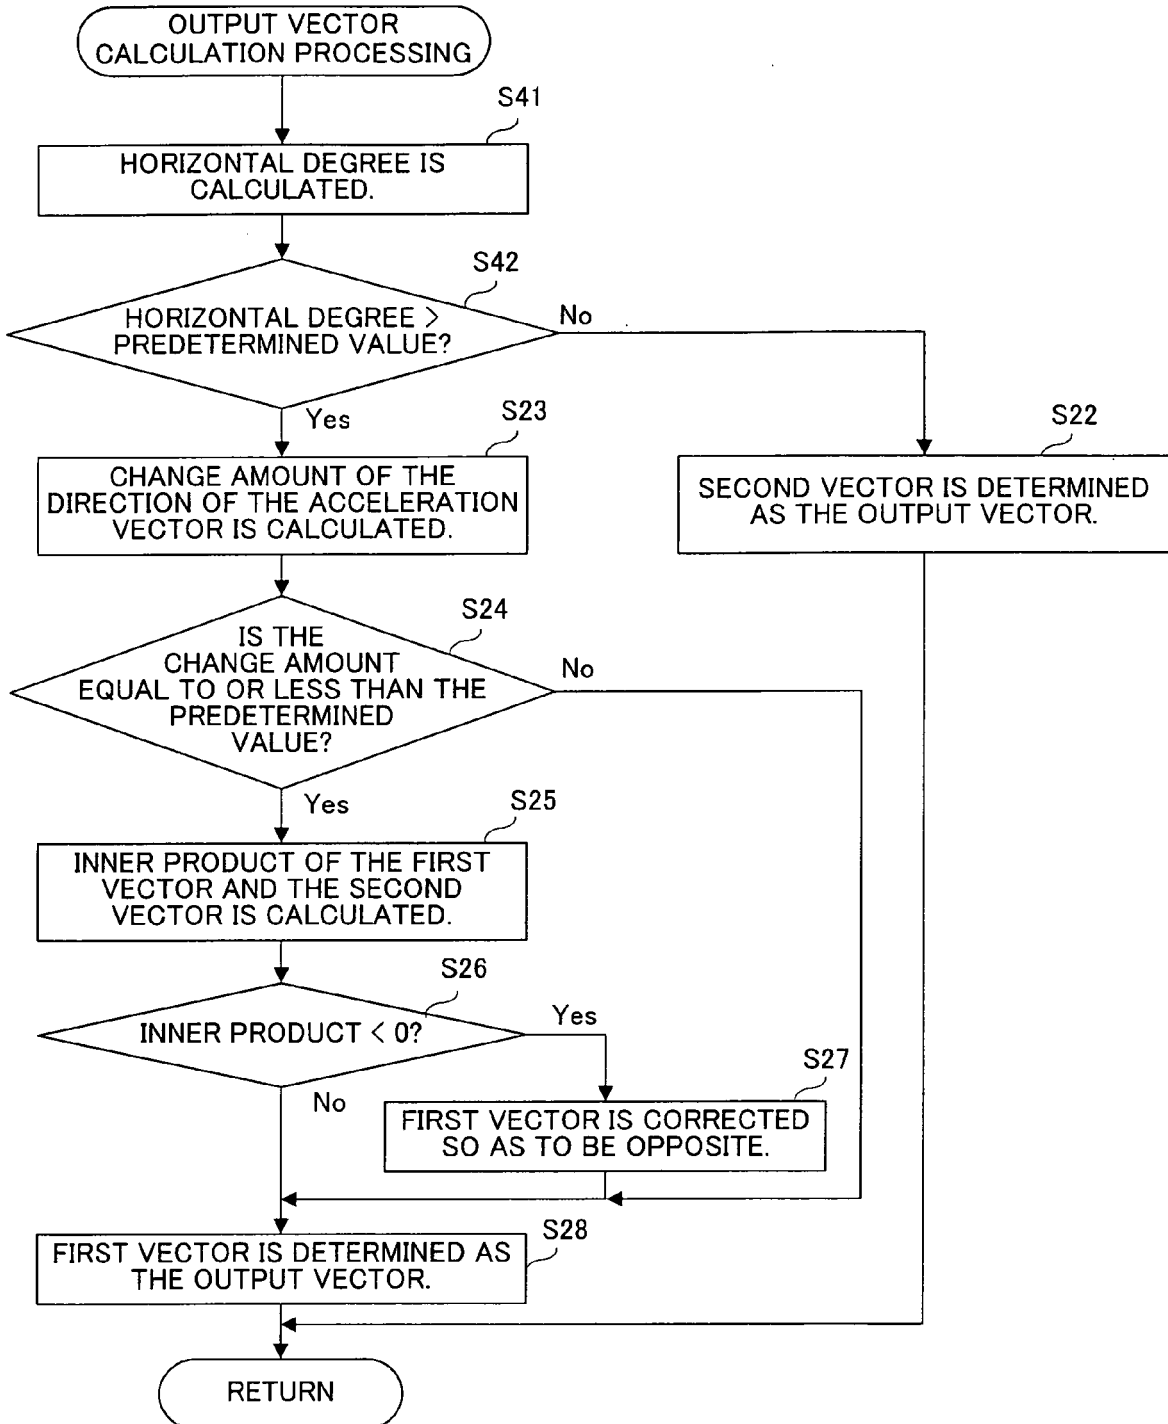 OUTPUT VECTOR
CALCULATION PROCESSING
S41
HORIZONTAL DEGREE IS
CALCULATED.
S42
HORIZONTAL DEGREE >
PREDETERMINED VALUE?
No
Yes
S23
CHANGE AMOUNT OF THE
DIRECTION OF THE ACCELERATION
VECTOR IS CALCULATED.
S22
SECOND VECTOR IS DETERMINED
AS THE OUTPUT VECTOR.
S24
IS THE
CHANGE AMOUNT
EQUAL TO OR LESS THAN THE
PREDETERMINED
VALUE?
No
Yes
S25
INNER PRODUCT OF THE FIRST
VECTOR AND THE SECOND
VECTOR IS CALCULATED.
S26
INNER PRODUCT < 0?
Yes
No
S27
FIRST VECTOR IS CORRECTED
SO AS TO BE OPPOSITE.
S28
FIRST VECTOR IS DETERMINED AS
THE OUTPUT VECTOR.
RETURN